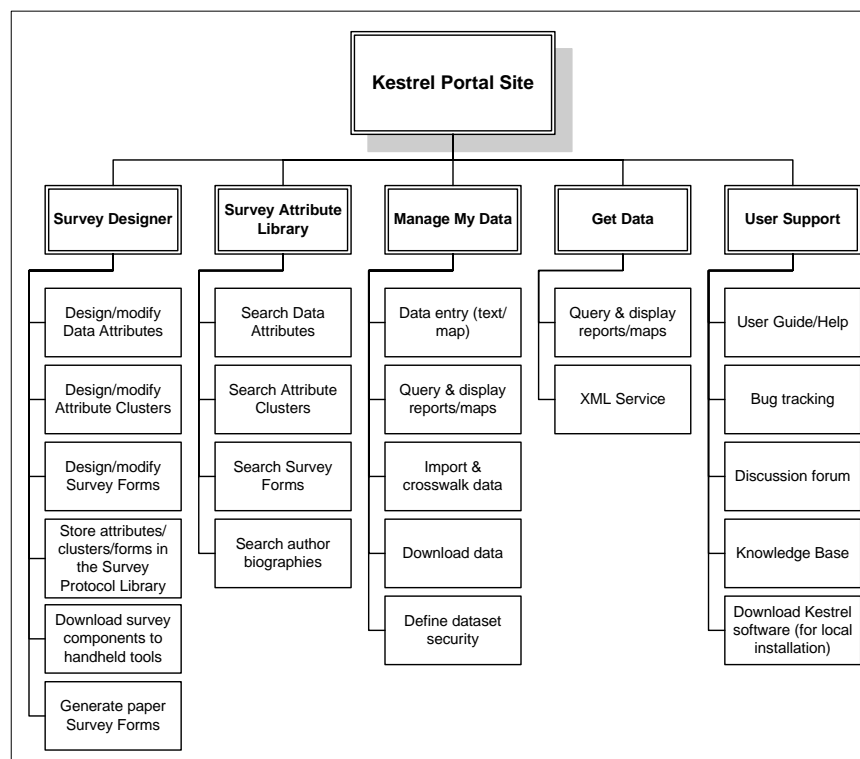 Kestrel Portal Site
Survey Designer
Survey Attribute
Library
Manage My Data
Get Data
User Support
Design/modify
Data Attributes
Design/modify
Attribute Clusters
Design/modify
Survey Forms
Store attributes/
clusters/forms in
the Survey
Protocol Library
Download survey
components to
handheld tools
Generate paper
Survey Forms
Search Data
Attributes
Search Attribute
Clusters
Search Survey
Forms
Search author
biographies
Data entry (text/
map)
Query & display
reports/maps
Import &
crosswalk data
Download data
Define dataset
security
Query & display
reports/maps
XML Service
User Guide/Help
Bug tracking
Discussion forum
Knowledge Base
Download Kestrel
software (for local
installation)